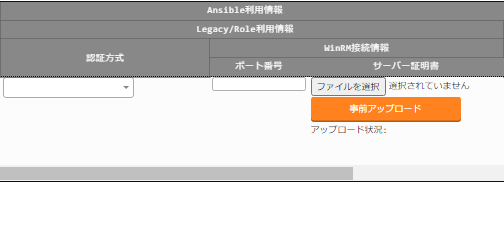 Ansible利用情報
Legacy/Role利用情報
認証方式
WinRM接続情報
ポート番号
サーバー証明書
ファイルを選択 選択されていません
事前アップロード
アップロード状況: